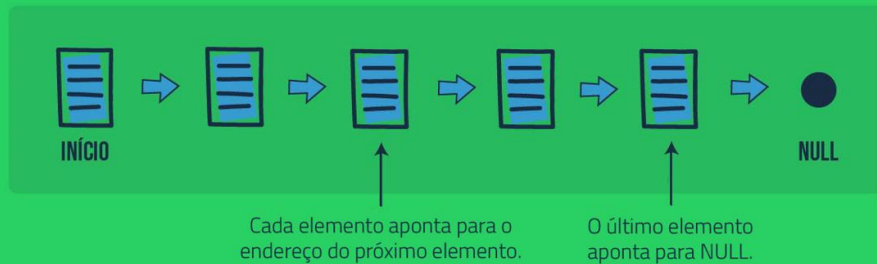 INÍCIO
NULL
Cada elemento aponta para o
endereço do próximo elemento.
O último elemento
aponta para NULL.